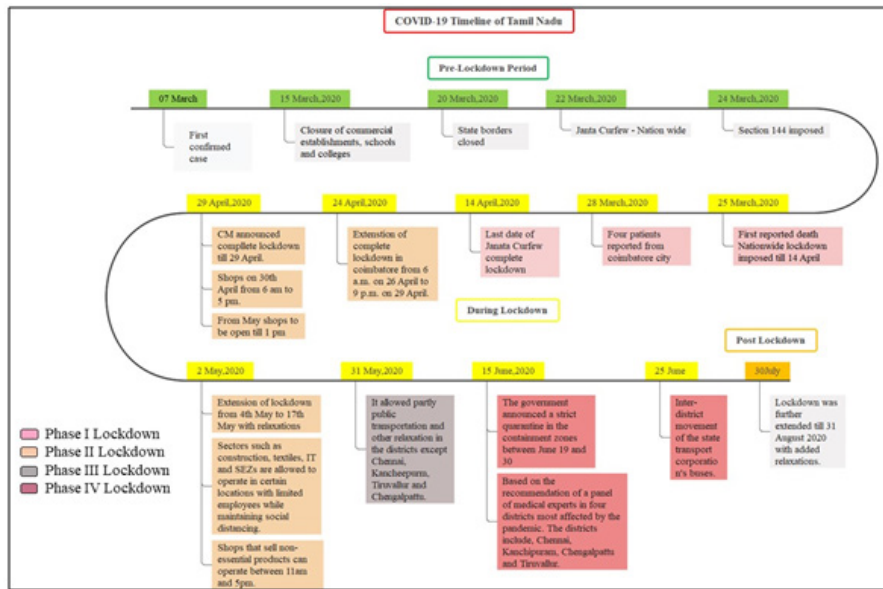 COVID-19 Timeline of Tamil Nadu
Pre-Lockdown Period
07 March
15 March,2020
20 March,2020
22 March,2020
24 March,2020
First
confirmed
case
Closure of commercial
establishments, schools
and colleges
State borders
closed
Janta Curfew - Nation wide
Section 144 imposed
29 April,2020
24 April,2020
14 April,2020
28 March,2020
25 March,2020
CM announced
compllete lockdown
till 29 April.
Shops on 30th
April from 6 am to
5 pm.
From May shops to
be open till 1 pm
Extenstion of
complete
lockdown in
coimbatore from 6
a.m. on 26 April to
9 p.m. on 29 April.
Last date of
Janata Curfew
complete
lockdown
Four patients
reported from
coimbatore city
First reported death
Nationwide lockdown
imposed till 14 April
During Lockdown
Post Lockdown
2 May,2020
31 May,2020
15 June,2020
25 June
30July
Extension of lockdown
from 4th May to 17th
May with relaxations
Sectors such as
construction, textiles, IT
and SEZs are allowed to
operate in certain
locations with limited
employees while
maintaining social
distancing.
Shops that sell non-
essential products can
operate between 11am
and 5pm.
It allowed partly
public
transportation and
other relaxation in
the districts except
Chennai,
Kancheepurm,
Tiruvallur and
Chengalpattu.
The government
announced a strict
quarantine in the
containment zones
between June 19 and
30
Based on the
recommendation of a panel
of medical experts in four
districts most affected by the
pandemic. The districts
include, Chennai,
Kanchipuram, Chengalpattu
and Tiruvallur.
Inter-
district
movement
of the state
transport
corporatio
n's buses.
Lockdown was
further
extended till 31
August 2020
with added
relaxations.
Phase I Lockdown
Phase II Lockdown
Phase III Lockdown
Phase IV Lockdown